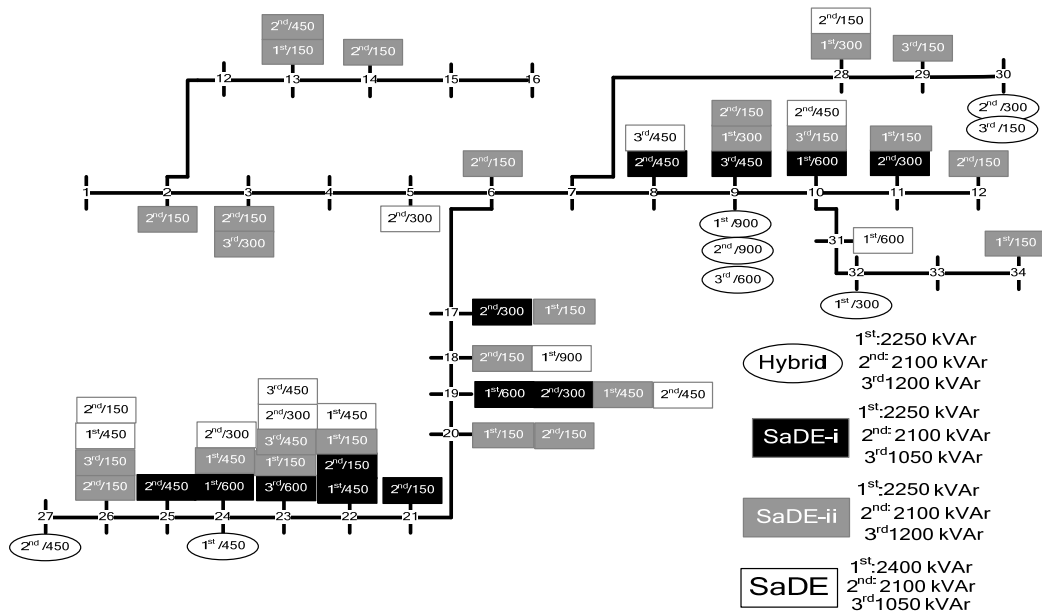 2nd/450
1st/150
2nd/150
12
13
14
15
16
2nd/150
1st/300
3rd/150
28
29
30
2nd/300
3rd/150
2nd/150
3rd/450
2nd/450
2nd/150
1st/300
3rd/450
2nd/450
3rd/150
1st/600
1st/150
2nd/300
2nd/150
1
2
3
4
5
6
7
8
9
10
11
12
2nd/150
2nd/150
3rd/300
2nd/300
1st/900
2nd/900
3rd/600
31
1st/600
1st/150
32
33
34
1st/300
17
2nd/300
1st/150
18
2nd/150
1st/900
19
1st/600
2nd/300
1st/450
2nd/450
20
1st/150
2nd/150
2nd/150
1st/450
3rd/150
2nd/150
2nd/450
2nd/300
1st/450
1st/600
3rd/450
2nd/300
3rd/450
1st/150
3rd/600
1st/450
1st/150
2nd/150
1st/450
2nd/150
27
26
25
24
23
22
21
2nd/450
1st/450
Hybrid
1st:2250 kVAr
2nd:2100 kVAr
3rd1200 kVAr
SaDE-i
1st:2250 kVAr
2nd:2100 kVAr
3rd1050 kVAr
SaDE-ii
1st:2250 kVAr
2nd:2100 kVAr
3rd1200 kVAr
SaDE
1st:2400 kVAr
2nd:2100 kVAr
3rd1050 kVAr